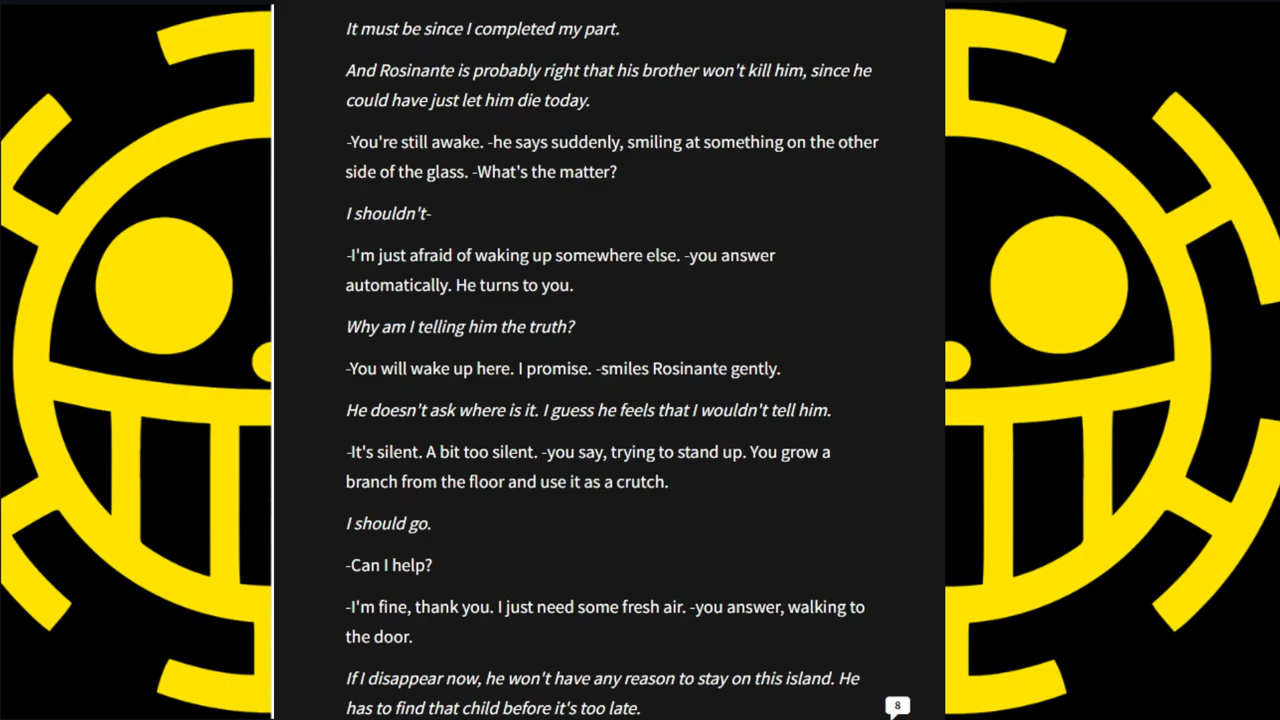 It must be since I completed my part.
And Rosinante is probably right that his brother won't kill him, since he
could have just let him die today.
-You're still awake. -he says suddenly, smiling at something on the other
side of the glass. -What's the matter?
I shouldn't-
-I'm just afraid of waking up somewhere else. -you answer
automatically. He turns to you.
Why am I telling him the truth?
-You will wake up here. I promise. -smiles Rosinante gently.
He doesn't ask where is it. I guess he feels that I wouldn't tell him.
-It's silent. A bit too silent. -you say, trying to stand up. You grow a
branch from the floor and use it as a crutch.
I should go.
-Can I help?
-I'm fine, thank you. I just need some fresh air. -you answer, walking to
the door.
If I disappear now, he won't have any reason to stay on this island. He
has to find that child before it's too late.
8